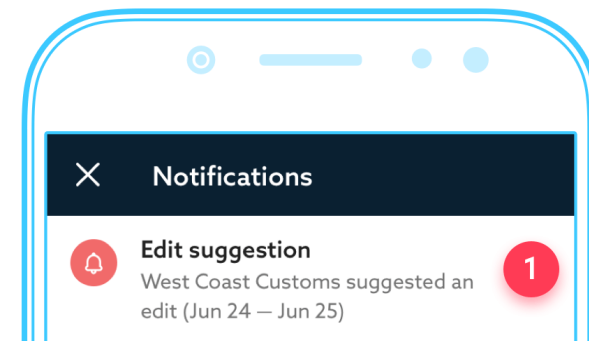 Notifications
Edit suggestion
1
West Coast Customs suggested an
edit (Jun 24 — Jun 25)